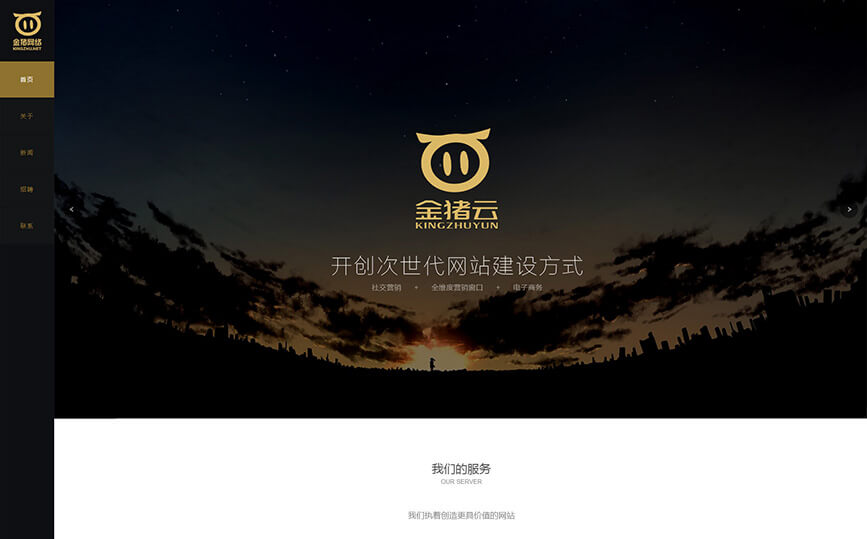 金猪网络
KINGZHU.NET
首页
关于
新闻
招聘
联系
金猪云
KINGZHUYUN
开创次世代网站建设方式
社交营销 + 全维度营销窗口 + 电子商务
我们的服务
OUR SERVER
我们执着创造更具价值的网站